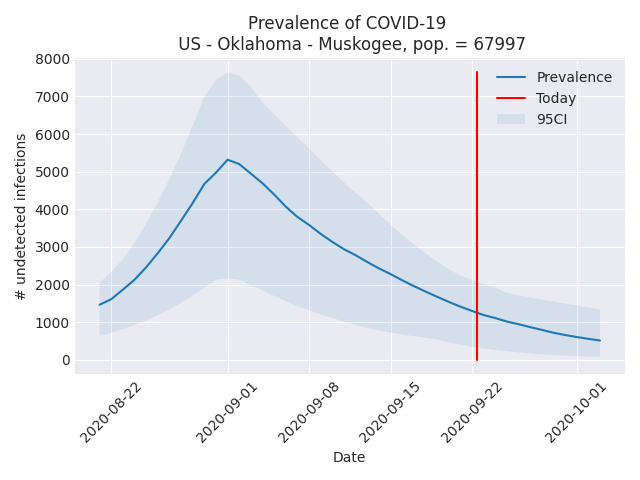 Prevalence of COVID-19
US - Oklahoma - Muskogee, pop. = 67997
8000
7000
6000
5000
4000
3000
2000
1000
0
# undetected infections
Prevalence
Today
95CI
2020-08-22
2020-09-01
2020-09-08
2020-09-15
2020-09-22
2020-10-01
Date